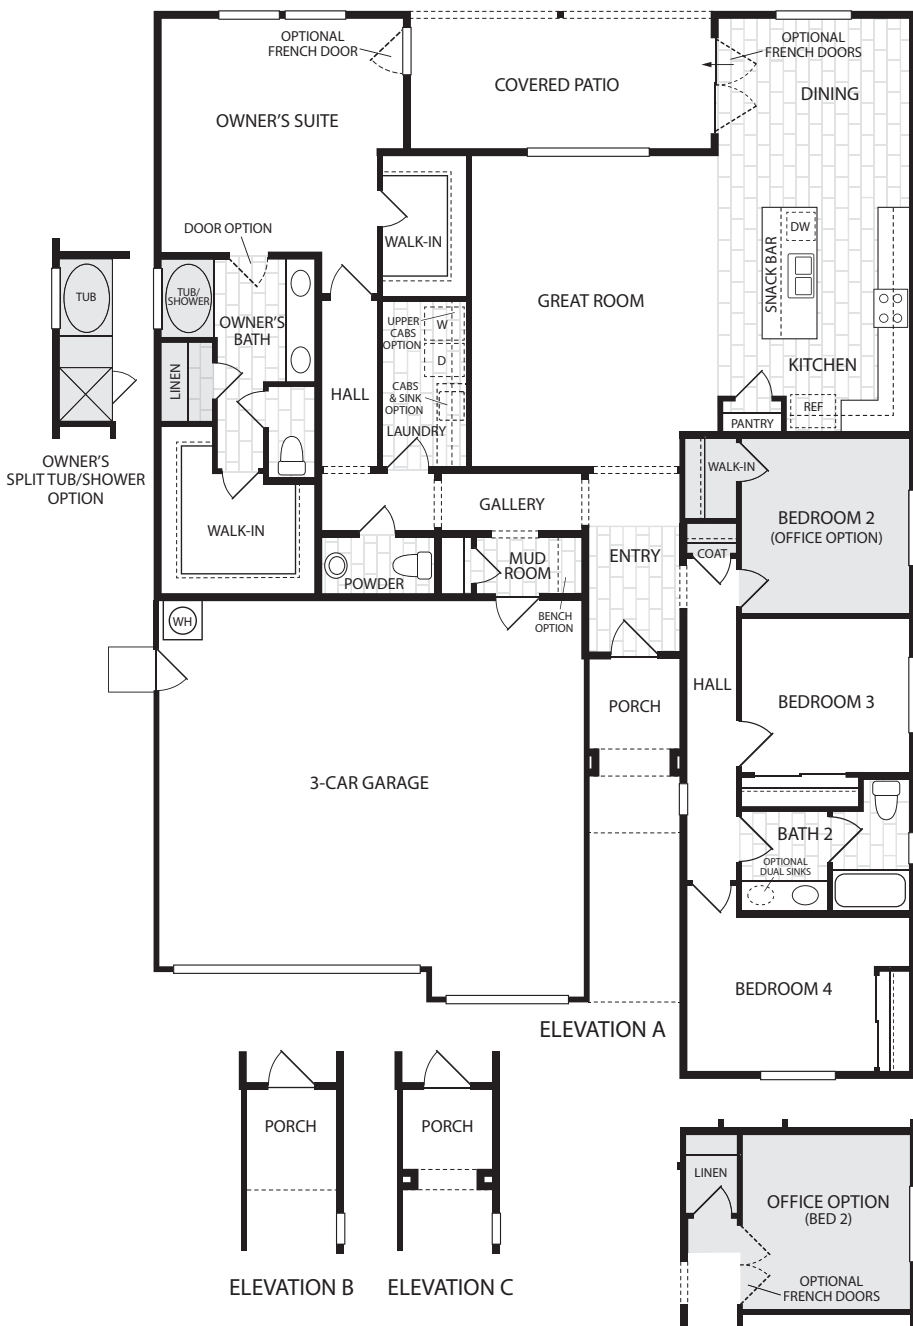 OPTIONAL
FRENCH DOOR
OPTIONAL
FRENCH DOORS
COVERED PATIO
DINING
OWNER'S SUITE
DOOR OPTION
WALK-IN
DW
SNACK BAR
TUB
TUB/
SHOWER
OWNER'S
BATH
UPPER
CABS
OPTION
W
D
GREAT ROOM
KITCHEN
LINEN
HALL
CABS
& SINK
OPTION
LAUNDRY
REF
PANTRY
OWNER'S
SPLIT TUB/SHOWER
OPTION
WALK-IN
GALLERY
WALK-IN
BEDROOM 2
(OFFICE OPTION)
POWDER
MUD
ROOM
ENTRY
COAT
BENCH
OPTION
WH
HALL
PORCH
BEDROOM 3
3-CAR GARAGE
BATH 2
OPTIONAL
DUAL SINKS
BEDROOM 4
ELEVATION A
PORCH
PORCH
LINEN
OFFICE OPTION
(BED 2)
OPTIONAL
FRENCH DOORS
ELEVATION B
ELEVATION C